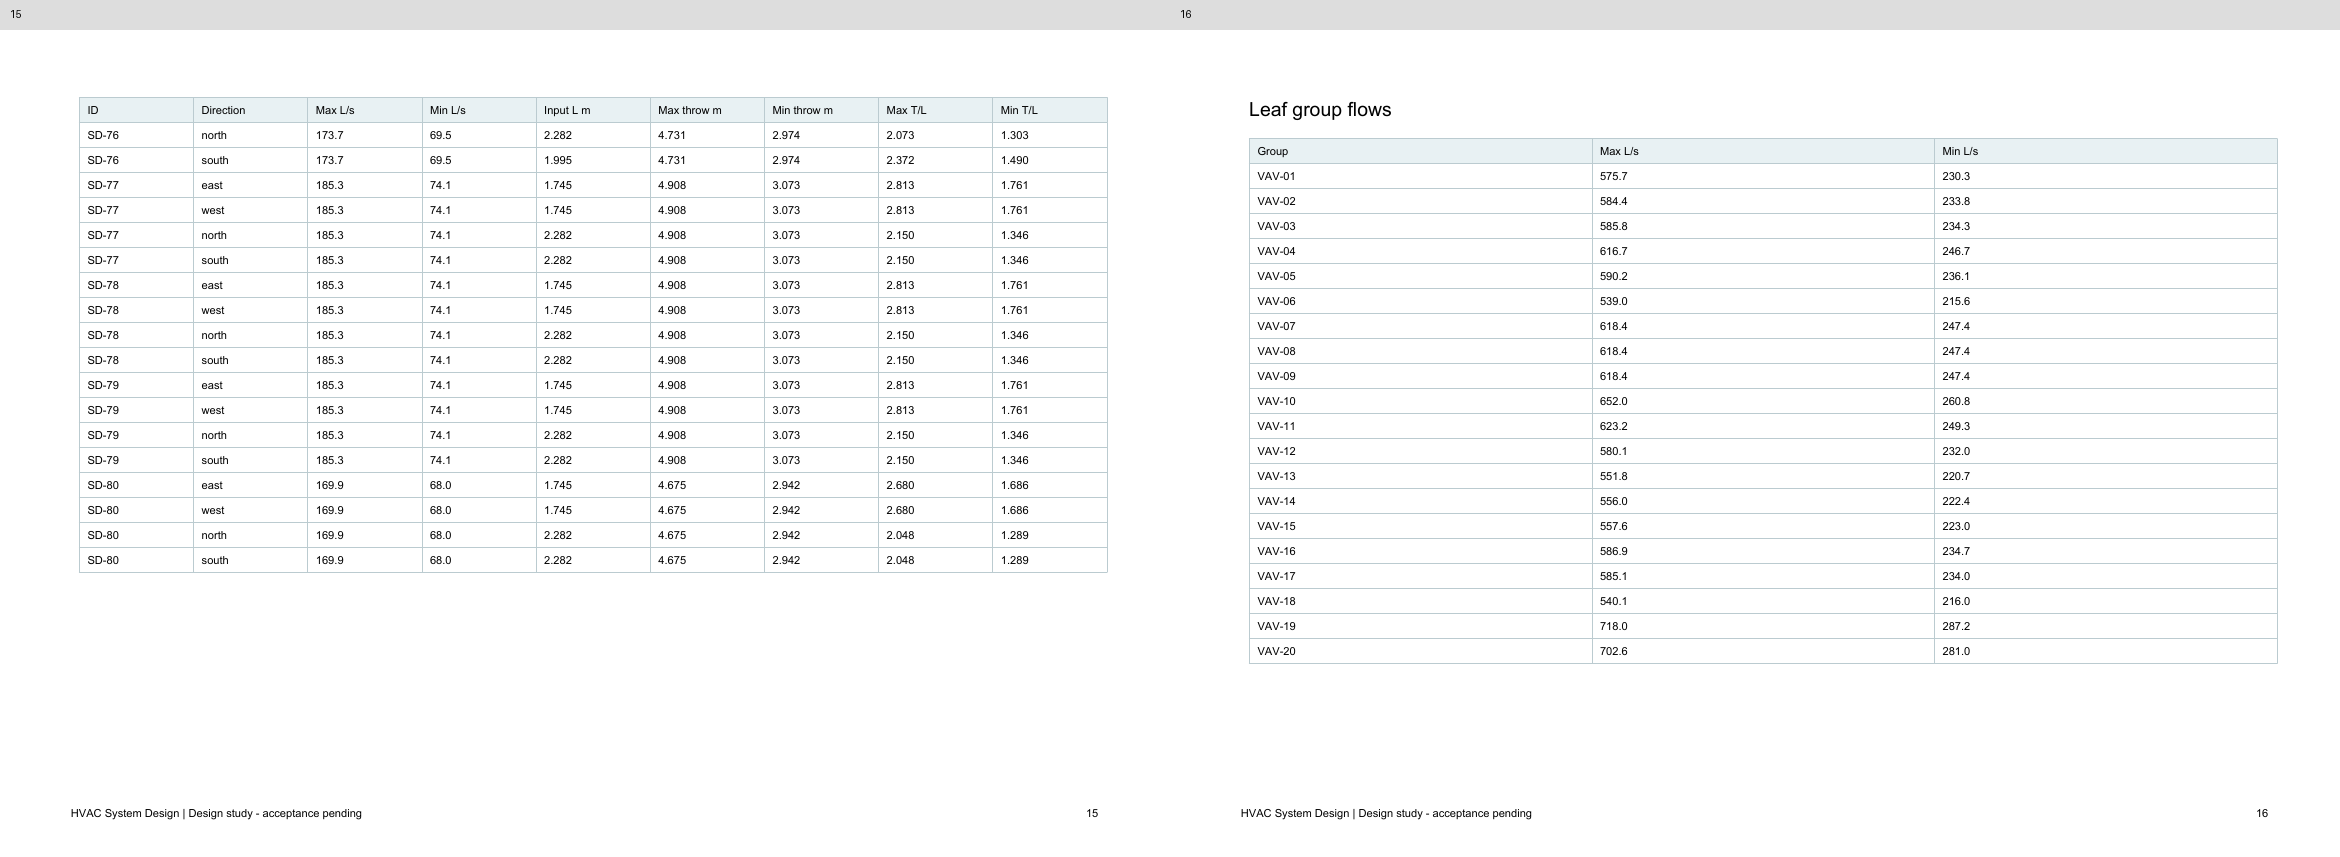 15
ID Direction Max L/s Min L/s Input L m Max throw m Min throw m Max T/L Min T/L
SD-76 north 173.7 69.5 2.282 4.731 2.974 2.073 1.303
SD-76 south 173.7 69.5 1.995 4.731 2.974 2.372 1.490
SD-77 east 185.3 74.1 1.745 4.908 3.073 2.813 1.761
SD-77 west 185.3 74.1 1.745 4.908 3.073 2.813 1.761
SD-77 north 185.3 74.1 2.282 4.908 3.073 2.150 1.346
SD-77 south 185.3 74.1 2.282 4.908 3.073 2.150 1.346
SD-78 east 185.3 74.1 1.745 4.908 3.073 2.813 1.761
SD-78 west 185.3 74.1 1.745 4.908 3.073 2.813 1.761
SD-78 north 185.3 74.1 2.282 4.908 3.073 2.150 1.346
SD-78 south 185.3 74.1 2.282 4.908 3.073 2.150 1.346
SD-79 east 185.3 74.1 1.745 4.908 3.073 2.813 1.761
SD-79 west 185.3 74.1 1.745 4.908 3.073 2.813 1.761
SD-79 north 185.3 74.1 2.282 4.908 3.073 2.150 1.346
SD-79 south 185.3 74.1 2.282 4.908 3.073 2.150 1.346
SD-80 east 169.9 68.0 1.745 4.675 2.942 2.680 1.686
SD-80 west 169.9 68.0 1.745 4.675 2.942 2.680 1.686
SD-80 north 169.9 68.0 2.282 4.675 2.942 2.048 1.289
SD-80 south 169.9 68.0 2.282 4.675 2.942 2.048 1.289
HVAC System Design | Design study - acceptance pending 15
16
Leaf group flows
Group Max L/s Min L/s
VAV-01 575.7 230.3
VAV-02 584.4 233.8
VAV-03 585.8 234.3
VAV-04 616.7 246.7
VAV-05 590.2 236.1
VAV-06 539.0 215.6
VAV-07 618.4 247.4
VAV-08 618.4 247.4
VAV-09 618.4 247.4
VAV-10 652.0 260.8
VAV-11 623.2 249.3
VAV-12 580.1 232.0
VAV-13 551.8 220.7
VAV-14 556.0 222.4
VAV-15 557.6 223.0
VAV-16 586.9 234.7
VAV-17 585.1 234.0
VAV-18 540.1 216.0
VAV-19 718.0 287.2
VAV-20 702.6 281.0
HVAC System Design | Design study - acceptance pending 16